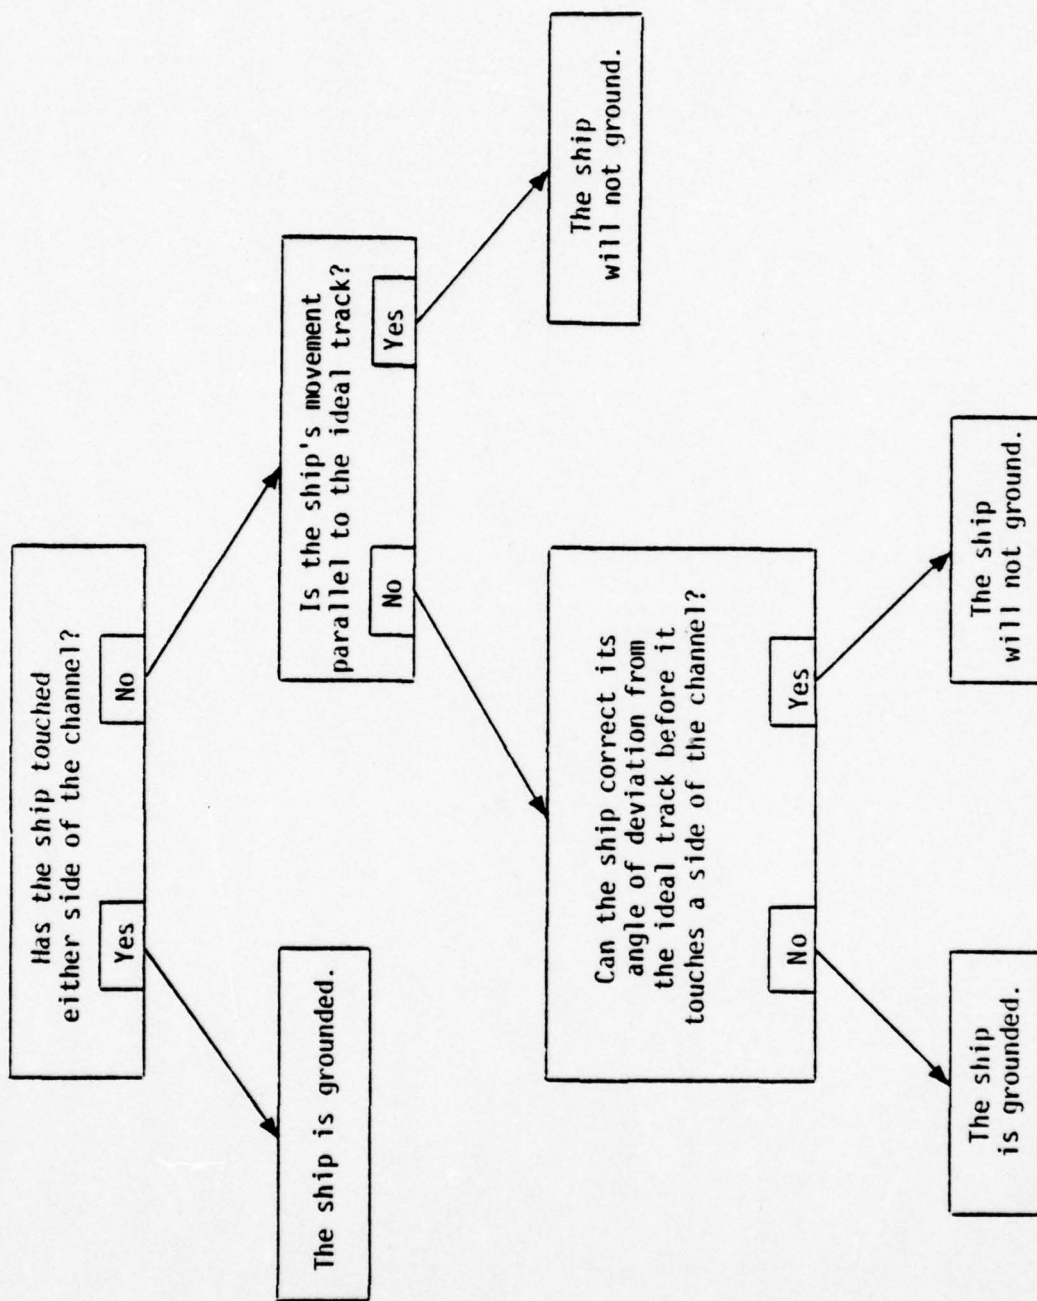 Has the ship touched
either side of the channel?
Yes
No
The ship is grounded.
Is the ship's movement
parallel to the ideal track?
No
Yes
Can the ship correct its
angle of deviation from
the ideal track before it
touches a side of the channel?
No
Yes
The ship
will not ground.
The ship
is grounded.
The ship
will not ground.